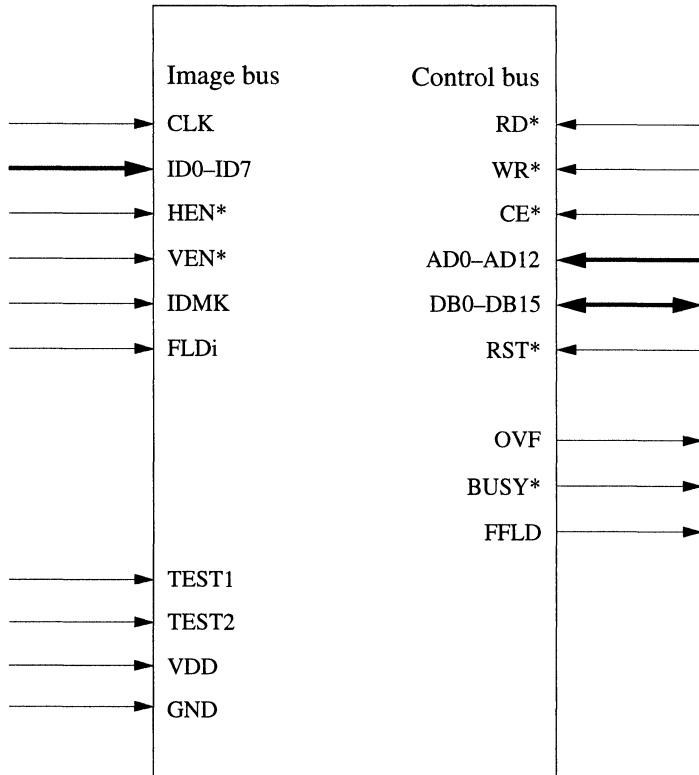 Image bus
CLK
ID0–ID7
HEN*
VEN*
IDMK
FLDi
TEST1
TEST2
VDD
GND
Control bus
RD*
WR*
CE*
AD0–AD12
DB0–DB15
RST*
OVF
BUSY*
FFLD